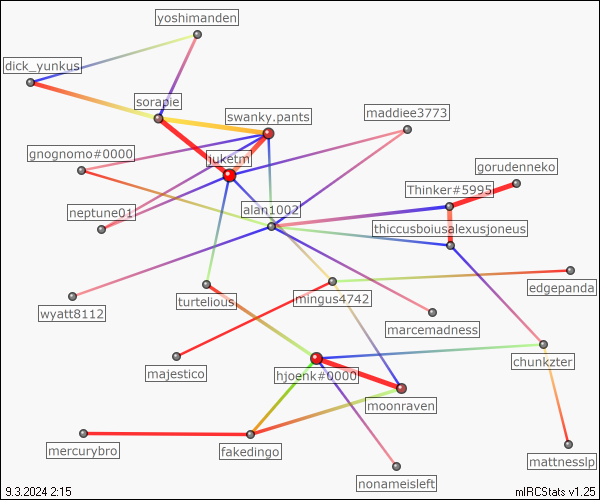 yoshimanden
dick_yunkus
sorapie
swanky.pants
maddiee3773
gnognomo#0000
juketm
gorudenneko
Thinker#5995
neptune01
alan1002
thiccusboiusalexusjoneus
wyatt8112
turtelious
mingus4742
edgepanda
marcemadness
majestico
hjoenk#0000
chunkzter
moonraven
mercurybro
fakedingo
mattnesslp
nonameisleft
9.3.2024 2:15
mIRCStats v1.25